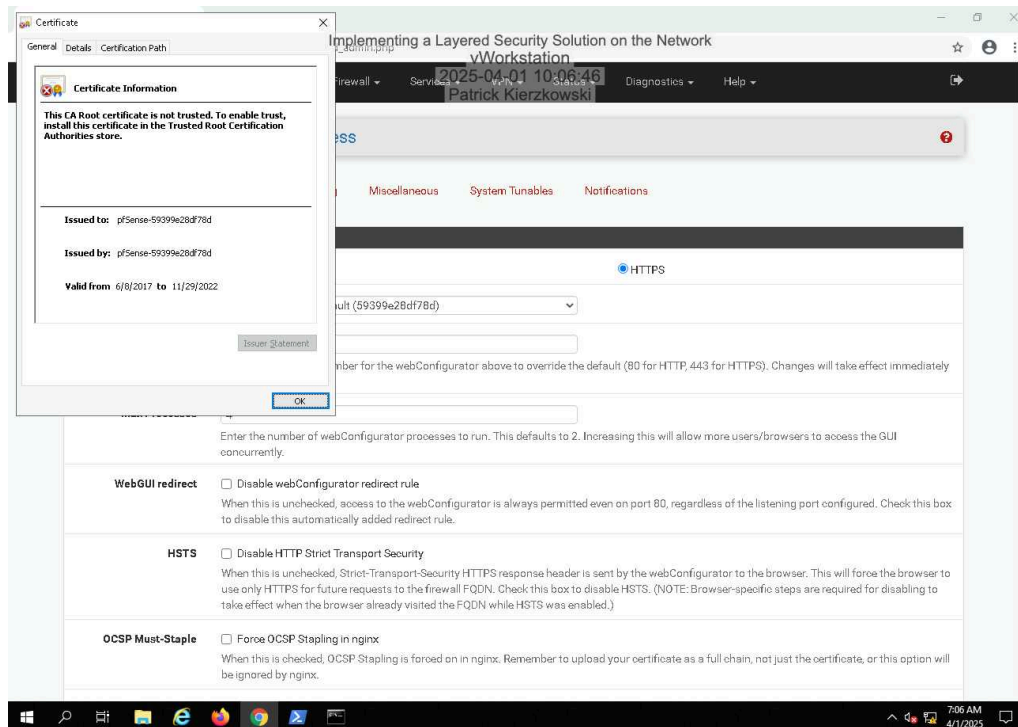 Certificate
General Details Certification Path
Certificate Information
This CA Root certificate is not trusted. To enable trust,
install this certificate in the Trusted Root Certification
Authorities store.
Issued to: pfSense-59399e28df78d
Issued by: pfSense-59399e28df78d
Valid from 6/8/2017 to 11/29/2022
Issuer Statement
OK
_admin.php
Implementing a Layered Security Solution on the Network
vWorkstation
2025-04-01 10:06:46
Patrick Kierzkowski
Firewall Services VPN Status Diagnostics Help
ess
Miscellaneous System Tunables Notifications
HTTPS
ult (59399e28df78d)
mber for the webConfigurator above to override the default (80 for HTTP, 443 for HTTPS). Changes will take effect immediately
Max Processes 4
Enter the number of webConfigurator processes to run. This defaults to 2. Increasing this will allow more users/browsers to access the GUI
concurrently.
WebGUI redirect Disable webConfigurator redirect rule
When this is unchecked, access to the webConfigurator is always permitted even on port 80, regardless of the listening port configured. Check this box
to disable this automatically added redirect rule.
HSTS Disable HTTP Strict Transport Security
When this is unchecked, Strict-Transport-Security HTTPS response header is sent by the webConfigurator to the browser. This will force the browser to
use only HTTPS for future requests to the firewall FQDN. Check this box to disable HSTS. (NOTE: Browser-specific steps are required for disabling to
take effect when the browser already visited the FQDN while HSTS was enabled.)
OCSP Must-Staple Force OCSP Stapling in nginx
When this is checked, OCSP Stapling is forced on in nginx. Remember to upload your certificate as a full chain, not just the certificate, or this option will
be ignored by nginx.
7:06 AM
4/1/2025